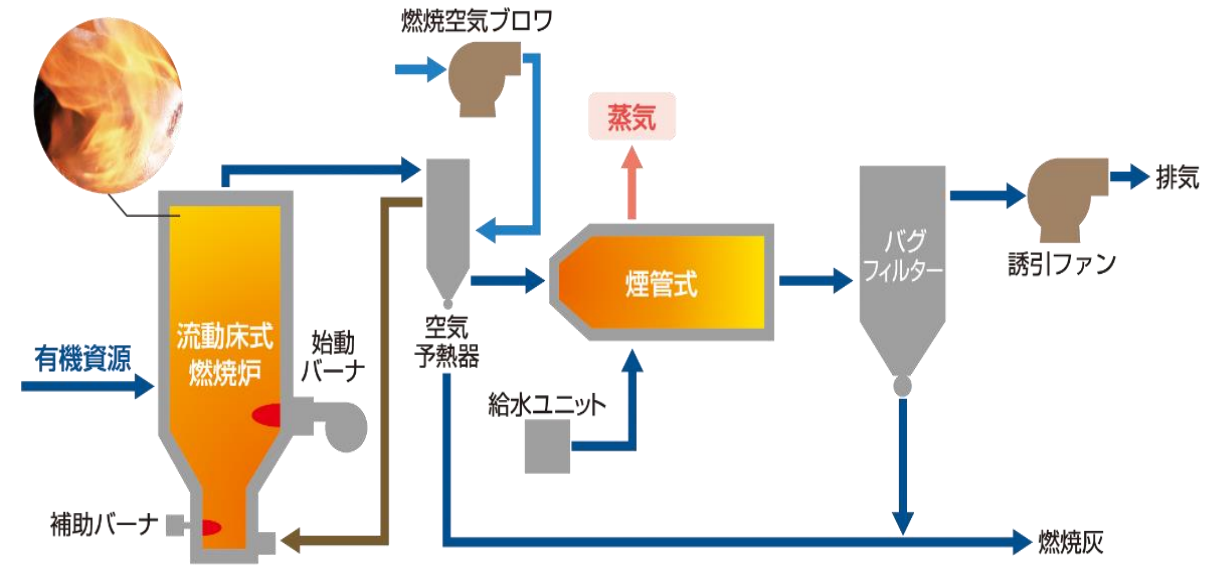 燃焼空気ブロワ
蒸気
排気
バグ
フィルター
誘引ファン
煙管式
空気
予熱器
流動床式
燃焼炉
始動
バーナ
有機資源
給水ユニット
補助バーナ
燃焼灰